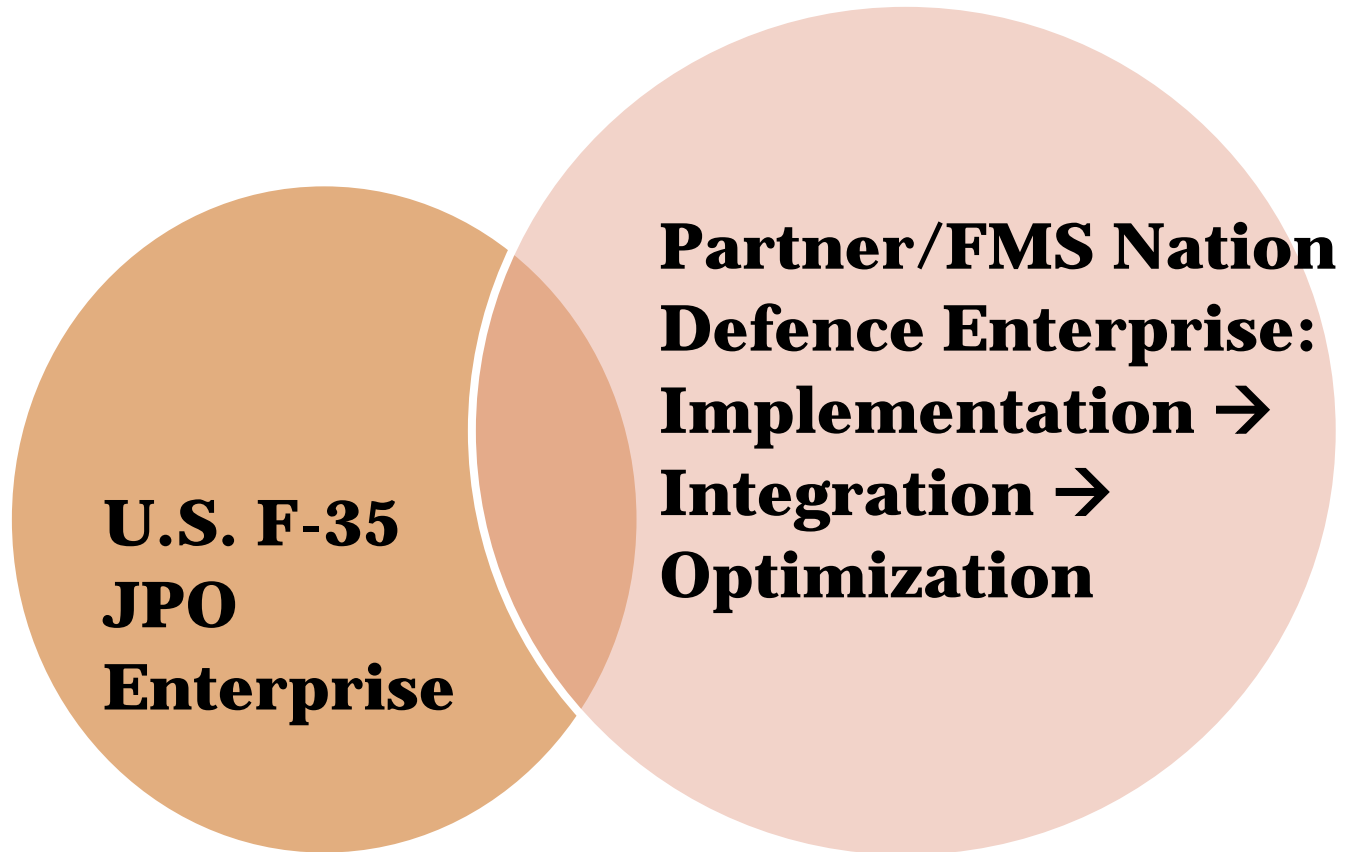 U.S. F-35
JPO
Enterprise
Partner/FMS Nation
Defence Enterprise:
Implementation →
Integration →
Optimization